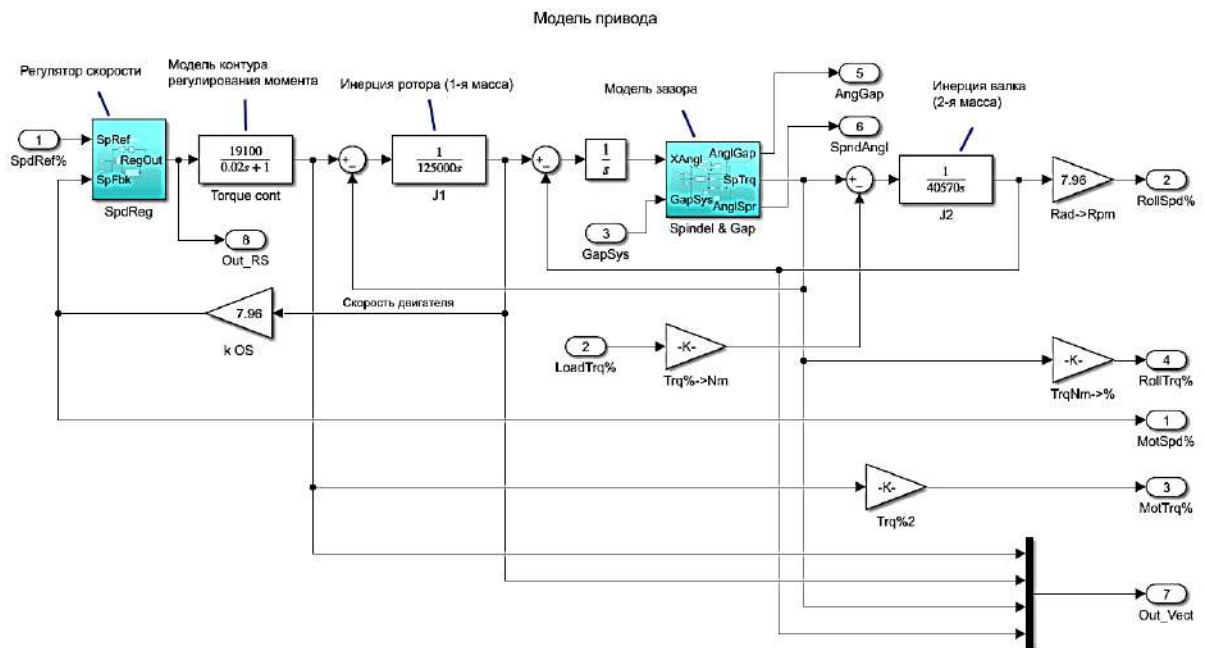 Модель привода
Регулятор скорости
Модель контура
регулирования момента
Инерция ротора (1-я масса)
Модель зазора
Инерция валка
(2-я масса)
5
AngGap
6
SpndAngl
1
SpdRef%
SpRef
RegOut
SpFbk
SpdReg
19100
0.02s + 1
Torque cont
+
−
1
125000s
J1
+
−
1
s
XAngl
GapSys
AnglGap
SpTrq
AnglSpr
Spindel & Gap
3
GapSys
+
−
1
40570s
J2
7.96
Rad->Rpm
2
RollSpd%
8
Out_RS
Скорость двигателя
7.96
k OS
2
LoadTrq%
-K-
Trq%->Nm
-K-
TrqNm->%
4
RollTrq%
1
MotSpd%
-K-
Trq%2
3
MotTrq%
7
Out_Vect